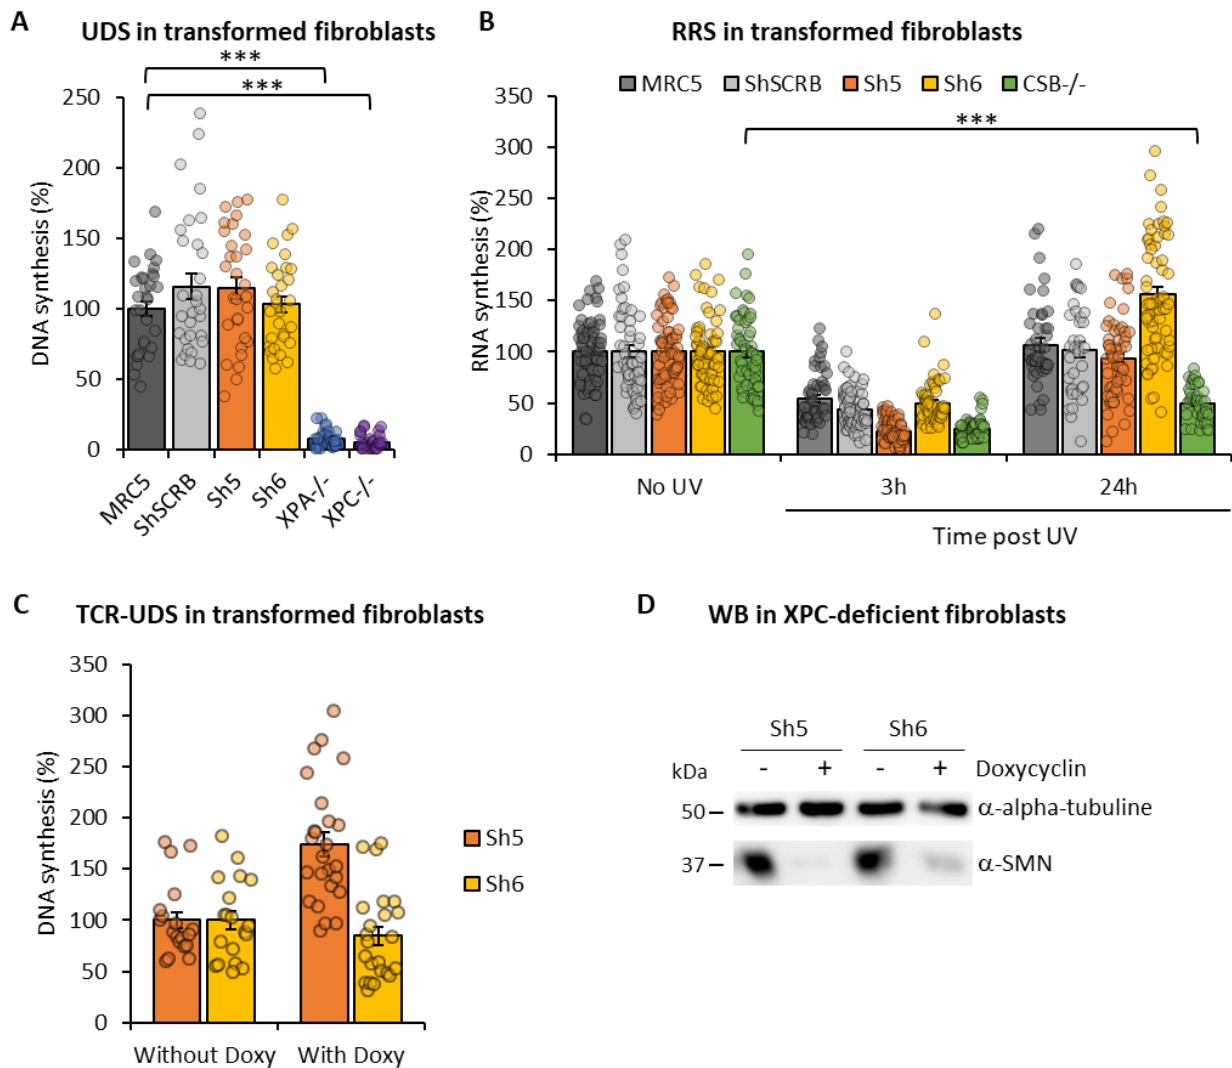 A
UDS in transformed fibroblasts
***
***
DNA synthesis (%)
250
200
150
100
50
0
MRC5
ShSCRB
Sh5
Sh6
XPA-/-
XPC-/-
B
RRS in transformed fibroblasts
MRC5 ShSCRB Sh5 Sh6 CSB-/-
***
RNA synthesis (%)
350
300
250
200
150
100
50
0
No UV 3h 24h
Time post UV
C
TCR-UDS in transformed fibroblasts
DNA synthesis (%)
350
300
250
200
150
100
50
0
Without Doxy With Doxy
Sh5
Sh6
D
WB in XPC-deficient fibroblasts
Sh5 Sh6
kDa - + - + Doxycyclin
50 α-alpha-tubuline
37 α-SMN